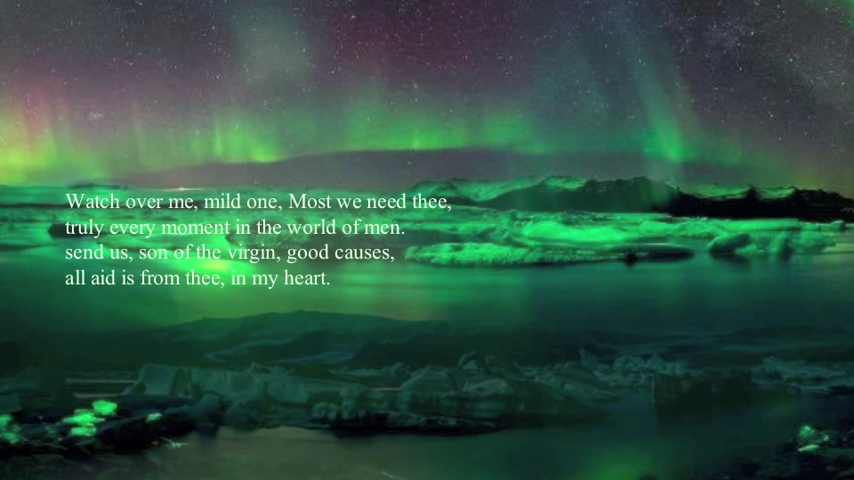 Watch over me, mild one, Most we need thee,
truly every moment in the world of men.
send us, son of the virgin, good causes,
all aid is from thee, in my heart.